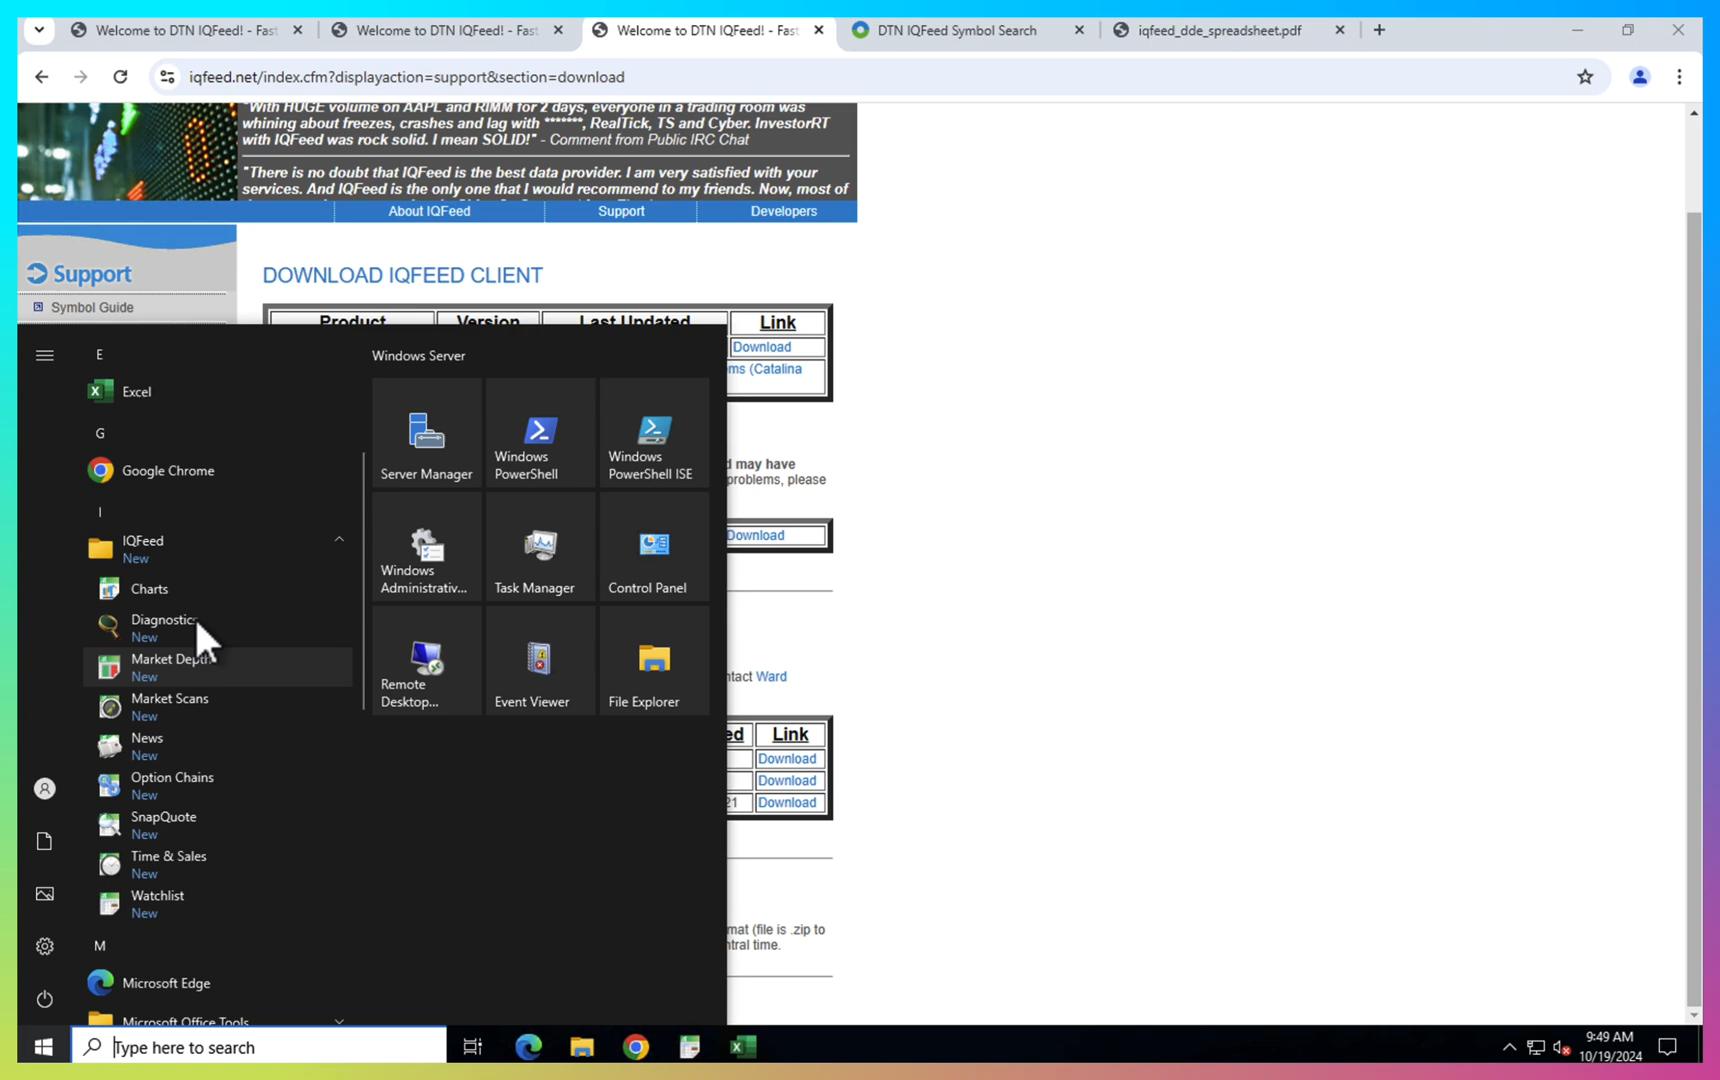 Welcome to DTN IQFeed! - Fast
Welcome to DTN IQFeed! - Fast
Welcome to DTN IQFeed! - Fast
DTN IQFeed Symbol Search
iqfeed_dde_spreadsheet.pdf
iqfeed.net/index.cfm?displayaction=support&section=download
"With HUGE volume on AAPL and RIMM for 2 days, everyone in a trading room was
whining about freezes, crashes and lag with *******, RealTick, TS and Cyber. InvestorRT
with IQFeed was rock solid. I mean SOLID!" - Comment from Public IRC Chat
"There is no doubt that IQFeed is the best data provider. I am very satisfied with your
services. And IQFeed is the only one that I would recommend to my friends. Now, most of
About IQFeed
Support
Developers
Support
Symbol Guide
DOWNLOAD IQFEED CLIENT
Product
Version
Last Updated
Link
Download
ms (Catalina
d may have
problems, please
Download
ntact Ward
ed
Link
Download
Download
21
Download
mat (file is .zip to
ntral time.
E
Excel
G
Google Chrome
I
IQFeed
New
Charts
Diagnostics
New
Market Depth
New
Market Scans
New
News
New
Option Chains
New
SnapQuote
New
Time & Sales
New
Watchlist
New
M
Microsoft Edge
Microsoft Office Tools
Windows Server
Server Manager
Windows
PowerShell
Windows
PowerShell ISE
Windows
Administrativ...
Task Manager
Control Panel
Remote
Desktop...
Event Viewer
File Explorer
Type here to search
9:49 AM
10/19/2024